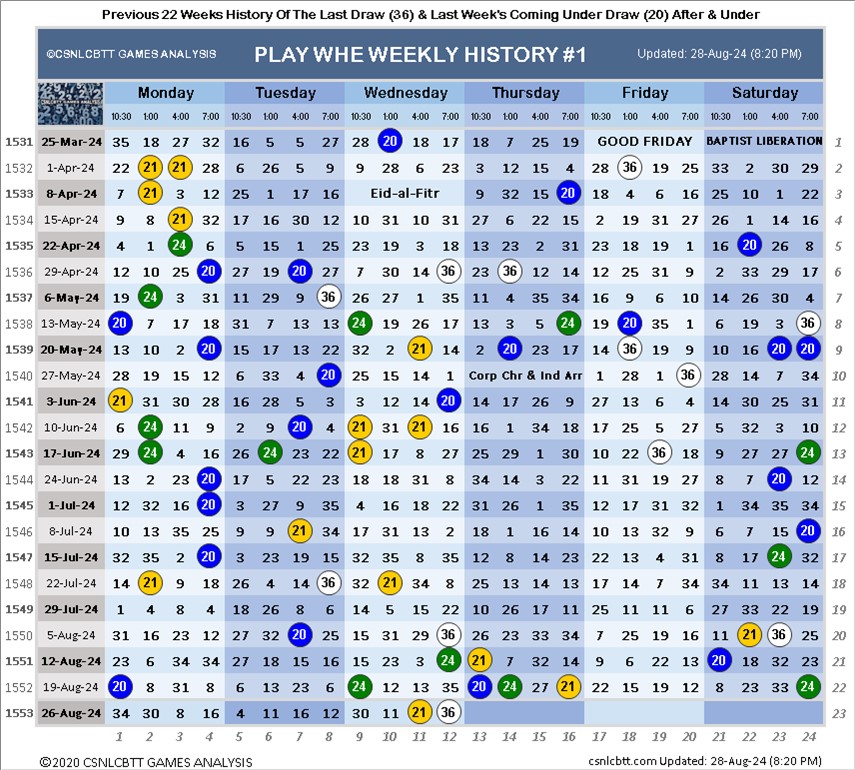 Previous 22 Weeks History Of The Last Draw (36) & Last Week's Coming Under Draw (20) After & Under
©CSNLCBTT GAMES ANALYSIS PLAY WHE WEEKLY HISTORY #1 Updated: 28-Aug-24 (8:20 PM)
CSNLCBTT GAMES ANALYSIS Monday Tuesday Wednesday Thursday Friday Saturday
10:30 1:00 4:00 7:00 10:30 1:00 4:00 7:00 10:30 1:00 4:00 7:00 10:30 1:00 4:00 7:00 10:30 1:00 4:00 7:00 10:30 1:00 4:00 7:00
1531 25-Mar-24 35 18 27 32 16 5 5 27 28 20 18 17 18 7 25 19 GOOD FRIDAY BAPTIST LIBERATION 1
1532 1-Apr-24 22 21 21 28 6 26 5 9 9 28 6 23 3 12 15 4 28 36 19 25 33 2 30 29 2
1533 8-Apr-24 7 21 3 12 25 1 17 16 Eid-al-Fitr 9 32 15 20 18 4 6 16 25 10 1 22 3
1534 15-Apr-24 9 8 21 32 17 16 30 12 10 31 10 31 27 6 22 15 2 19 31 27 26 1 14 16 4
1535 22-Apr-24 4 1 24 6 5 15 1 25 23 19 3 18 13 23 2 31 23 18 19 1 16 20 26 8 5
1536 29-Apr-24 12 10 25 20 27 19 20 27 7 30 14 36 23 36 12 14 12 25 31 9 2 33 29 17 6
1537 6-May-24 19 24 3 31 11 29 9 36 26 27 1 35 11 4 35 34 16 9 6 10 14 26 30 4 7
1538 13-May-24 20 7 17 18 31 7 13 13 24 19 26 17 13 3 5 24 19 20 35 1 6 19 3 36 8
1539 20-May-24 13 10 2 20 15 17 13 22 32 2 21 14 2 20 23 17 14 36 19 9 10 16 20 20 9
1540 27-May-24 28 19 15 12 6 33 4 20 25 15 14 1 Corp Chr & Ind Arr 1 28 1 36 28 14 7 34 10
1541 3-Jun-24 21 31 30 28 16 28 5 3 3 12 14 20 14 17 26 9 27 13 6 4 14 30 25 31 11
1542 10-Jun-24 6 24 11 9 2 9 20 4 21 31 21 16 16 1 34 18 17 25 30 10 5 32 3 10 12
1543 17-Jun-24 29 24 4 16 26 24 23 22 21 17 8 30 25 29 1 30 10 22 36 18 9 27 27 24 13
1544 24-Jun-24 13 2 23 20 17 5 22 23 18 18 31 8 34 14 3 22 11 31 19 27 8 7 20 12 14
1545 1-Jul-24 12 32 16 20 3 27 9 35 4 16 18 22 31 26 1 35 12 17 31 32 1 34 35 34 15
1546 8-Jul-24 10 13 35 25 9 9 21 34 17 31 13 2 18 1 16 14 10 13 32 9 6 7 15 20 16
1547 15-Jul-24 32 35 2 20 3 23 19 15 32 35 8 35 12 8 14 23 22 13 4 31 8 17 24 32 17
1548 22-Jul-24 14 21 9 18 26 4 14 36 32 21 34 8 25 13 14 13 17 14 7 34 34 11 13 14 18
1549 29-Jul-24 1 4 8 4 18 26 8 6 14 5 15 22 10 26 17 11 25 11 11 6 27 33 22 19 19
1550 5-Aug-24 31 16 23 12 27 32 20 25 15 31 29 36 26 23 33 34 7 25 19 16 11 21 36 25 20
1551 12-Aug-24 23 6 34 34 27 18 15 16 15 23 3 24 21 7 32 14 9 6 22 13 20 18 32 23 21
1552 19-Aug-24 20 8 31 8 6 13 23 6 24 12 13 35 20 24 27 21 22 15 19 12 8 23 33 24 22
1553 26-Aug-24 34 30 8 16 4 11 16 12 30 11 21 36 23
1 2 3 4 5 6 7 8 9 10 11 12 13 14 15 16 17 18 19 20 21 22 23 24
©2020 CSNLCBTT GAMES ANALYSIS csnlcbtt.com Updated: 28-Aug-24 (8:20 PM)